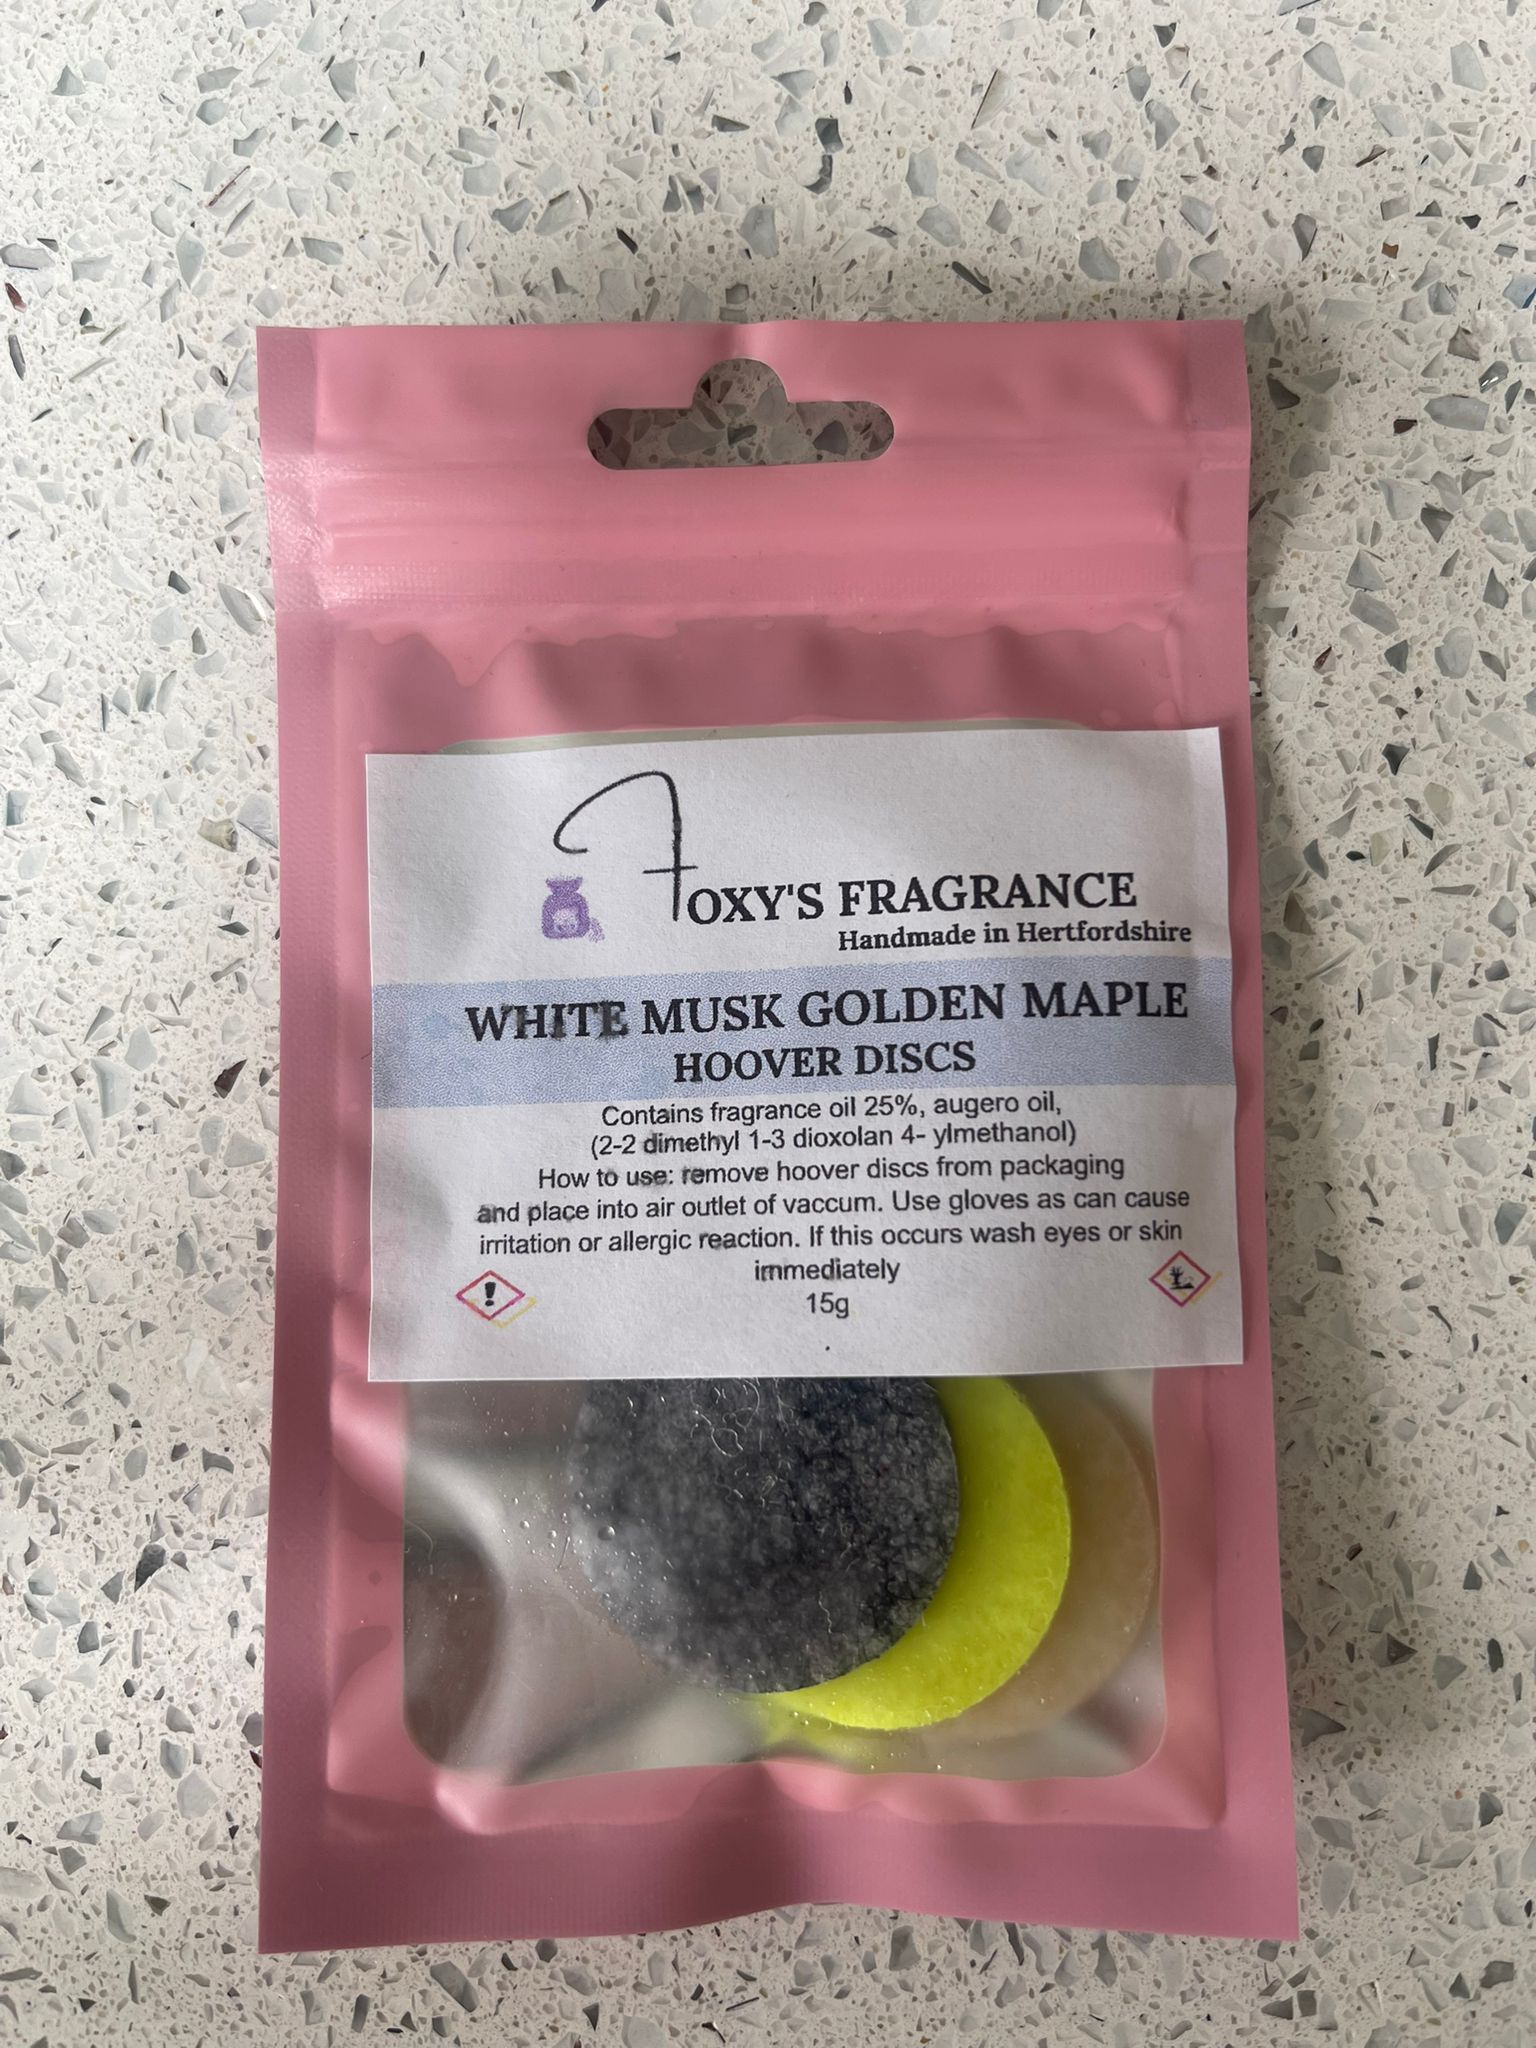 FOXY'S FRAGRANCE
Handmade in Hertfordshire
WHITE MUSK GOLDEN MAPLE
HOOVER DISCS
Contains fragrance oil 25%, augero oil,
(2-2 dimethyl 1-3 dioxolan 4- ylmethanol)
How to use: remove hoover discs from packaging
and place into air outlet of vaccum. Use gloves as can cause
irritation or allergic reaction. If this occurs wash eyes or skin
immediately
15g